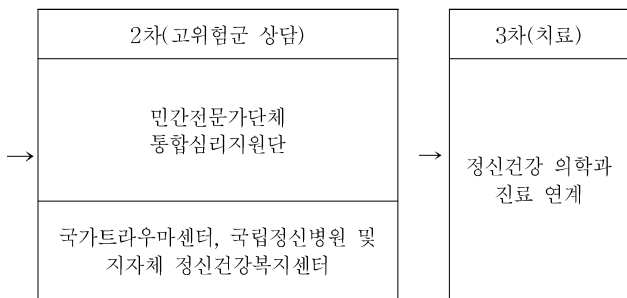 2차(고위험군 상담)
민간전문가단체
통합심리지원단
국가트라우마센터, 국립정신병원 및
지자체 정신건강복지센터
3차(치료)
정신건강 의학과
진료 연계